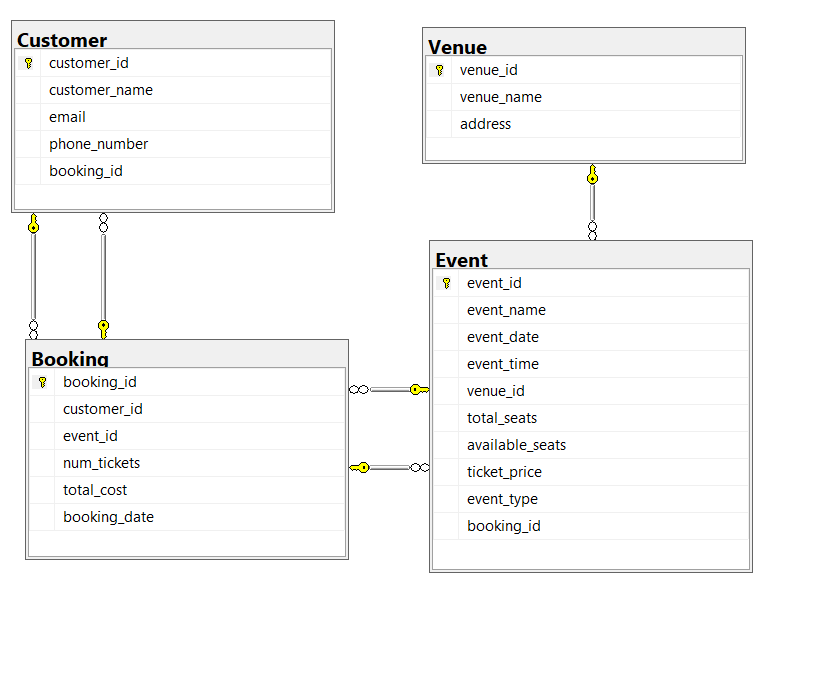 Customer
customer_id
customer_name
email
phone_number
booking_id
Venue
venue_id
venue_name
address
Booking
booking_id
customer_id
event_id
num_tickets
total_cost
booking_date
Event
event_id
event_name
event_date
event_time
venue_id
total_seats
available_seats
ticket_price
event_type
booking_id